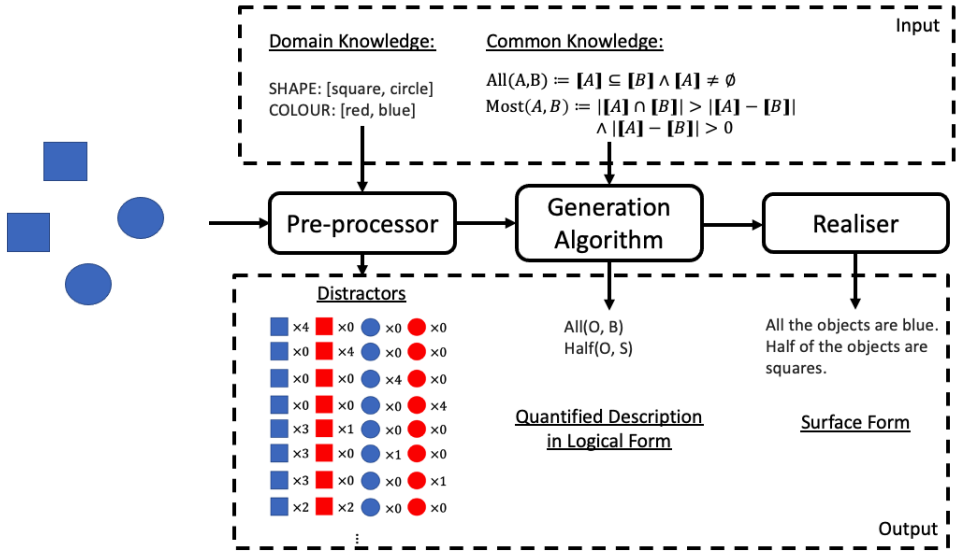 Input
Domain Knowledge:
SHAPE: [square, circle]
COLOUR: [red, blue]
Common Knowledge:
All(A,B) ≔ ⟦A⟧ ⊆ ⟦B⟧ ∧ ⟦A⟧ ≠ ∅
Most(A, B) ≔ |⟦A⟧ ∩ ⟦B⟧| > |⟦A⟧ − ⟦B⟧|
∧ |⟦A⟧ − ⟦B⟧| > 0
Pre-processor
Generation
Algorithm
Realiser
Distractors
×4 ×0 ×0 ×0
×0 ×4 ×0 ×0
×0 ×0 ×4 ×0
×0 ×0 ×0 ×4
×3 ×1 ×0 ×0
×3 ×0 ×1 ×0
×3 ×0 ×0 ×1
×2 ×2 ×0 ×0
⋮
All(O, B)
Half(O, S)
Quantified Description
in Logical Form
All the objects are blue.
Half of the objects are
squares.
Surface Form
Output